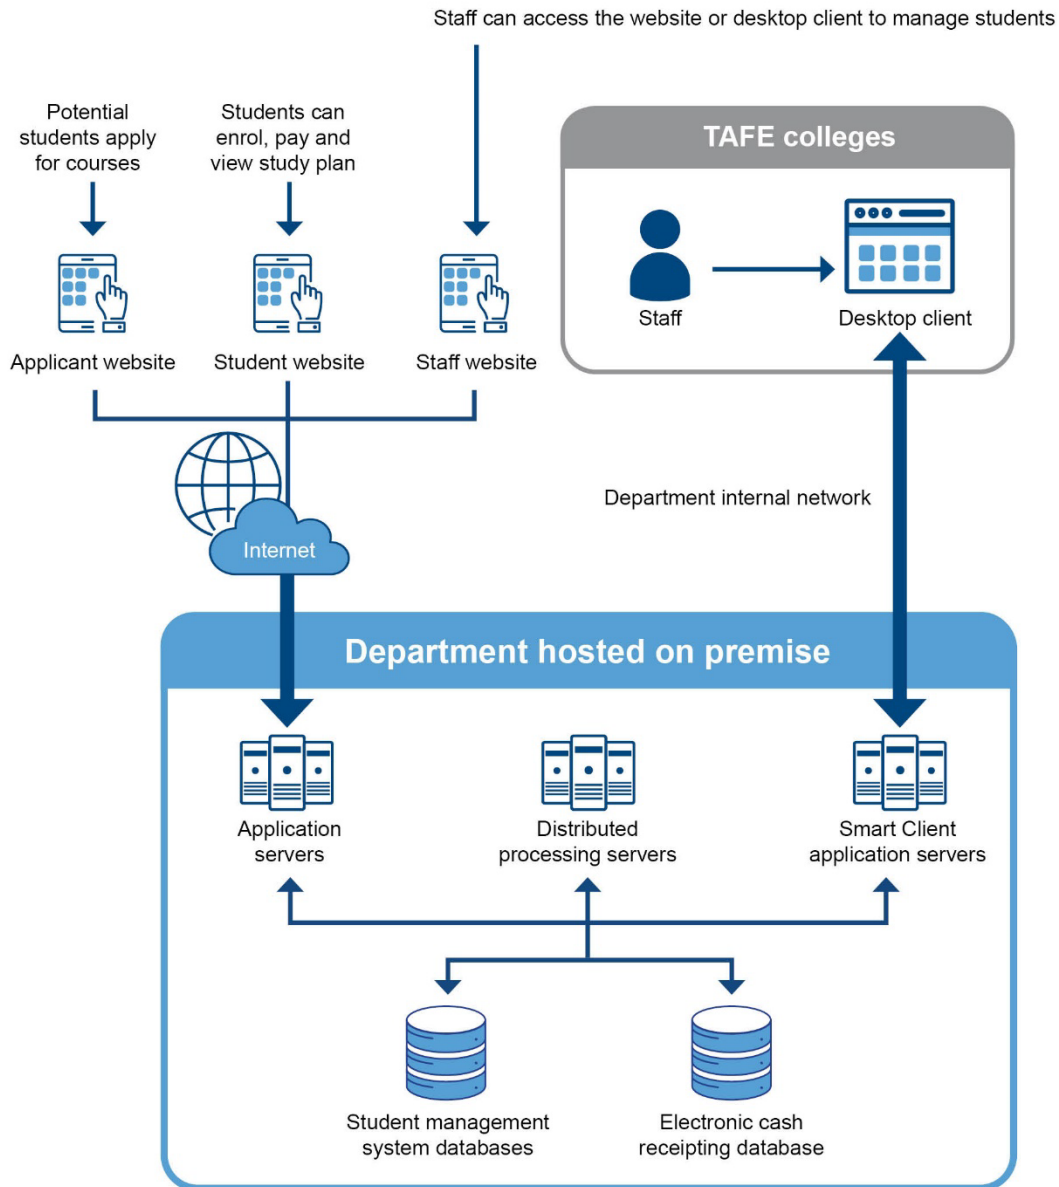 Staff can access the website or desktop client to manage students
Potential
students apply
for courses
Students can
enrol, pay and
view study plan
TAFE colleges
Staff
Desktop client
Applicant website
Student website
Staff website
Internet
Department internal network
Department hosted on premise
Application
servers
Distributed
processing servers
Smart Client
application servers
Student management
system databases
Electronic cash
receipting database